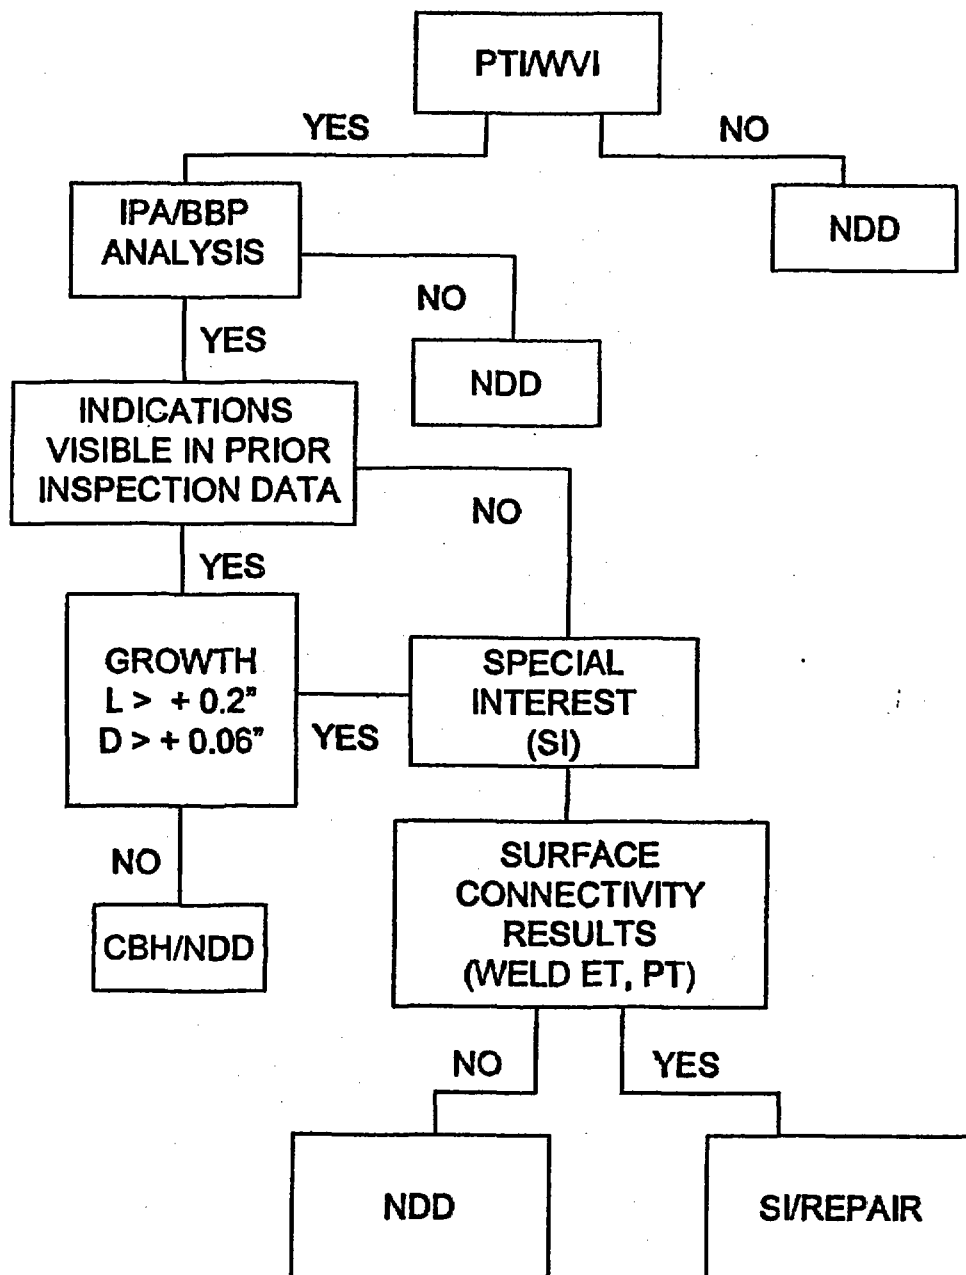 PTI/WVI
YES
NO
IPA/BBP
ANALYSIS
NDD
NO
YES
NDD
INDICATIONS
VISIBLE IN PRIOR
INSPECTION DATA
NO
YES
GROWTH
L > + 0.2"
D > + 0.06"
YES
SPECIAL
INTEREST
(SI)
NO
SURFACE
CONNECTIVITY
RESULTS
(WELD ET, PT)
CBH/NDD
NO
YES
NDD
SI/REPAIR